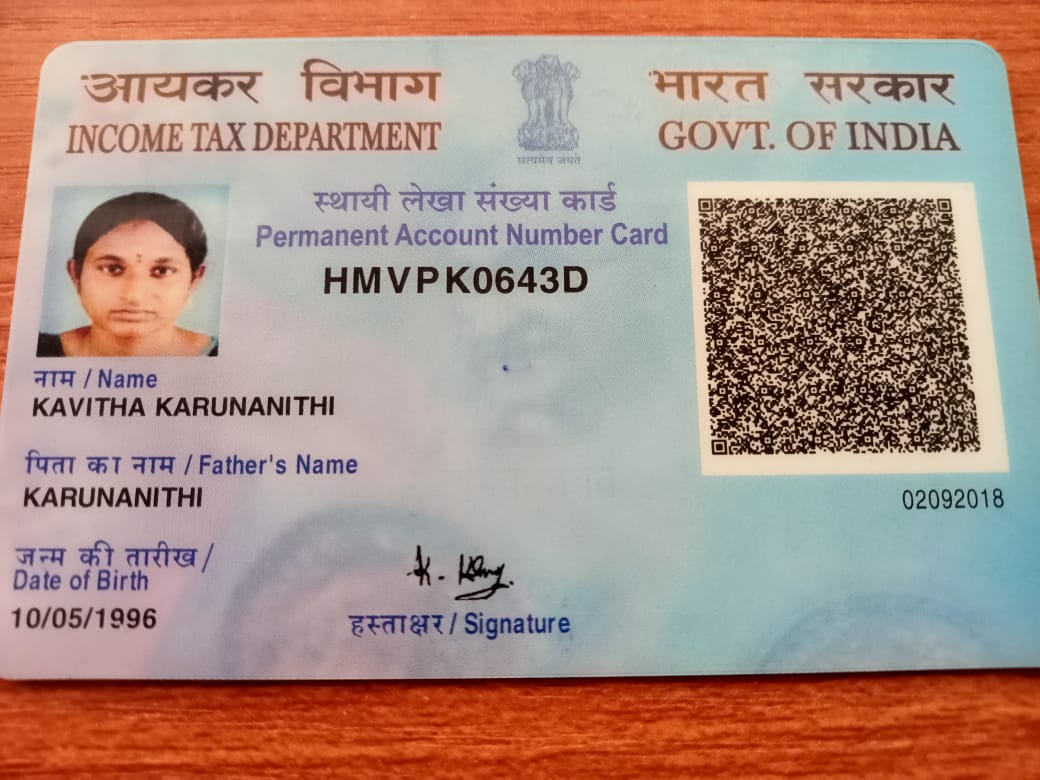 आयकर विभाग
INCOME TAX DEPARTMENT
सत्यमेव जयते
भारत सरकार
GOVT. OF INDIA
स्थायी लेखा संख्या कार्ड
Permanent Account Number Card
HMVPK0643D
नाम / Name
KAVITHA KARUNANITHI
पिता का नाम / Father's Name
KARUNANITHI
02092018
जन्म की तारीख /
Date of Birth
10/05/1996
हस्ताक्षर / Signature